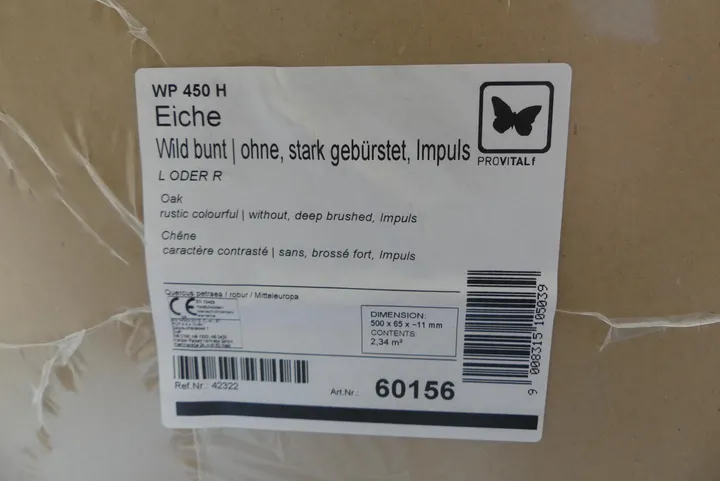 WP 450 H
Eiche
Wild bunt | ohne, stark gebürstet, Impuls
L ODER R
PROVITALf
Oak
rustic colourful | without, deep brushed, Impuls
Chêne
caractère contrasté | sans, brossé fort, Impuls
Quercus petraea / robur / Mitteleuropa
CE
DIMENSION:
500 x 65 x ~11 mm
CONTENTS:
2,34 m²
Ref.Nr.: 42322
Art.Nr.: 60156
9 008315 105039